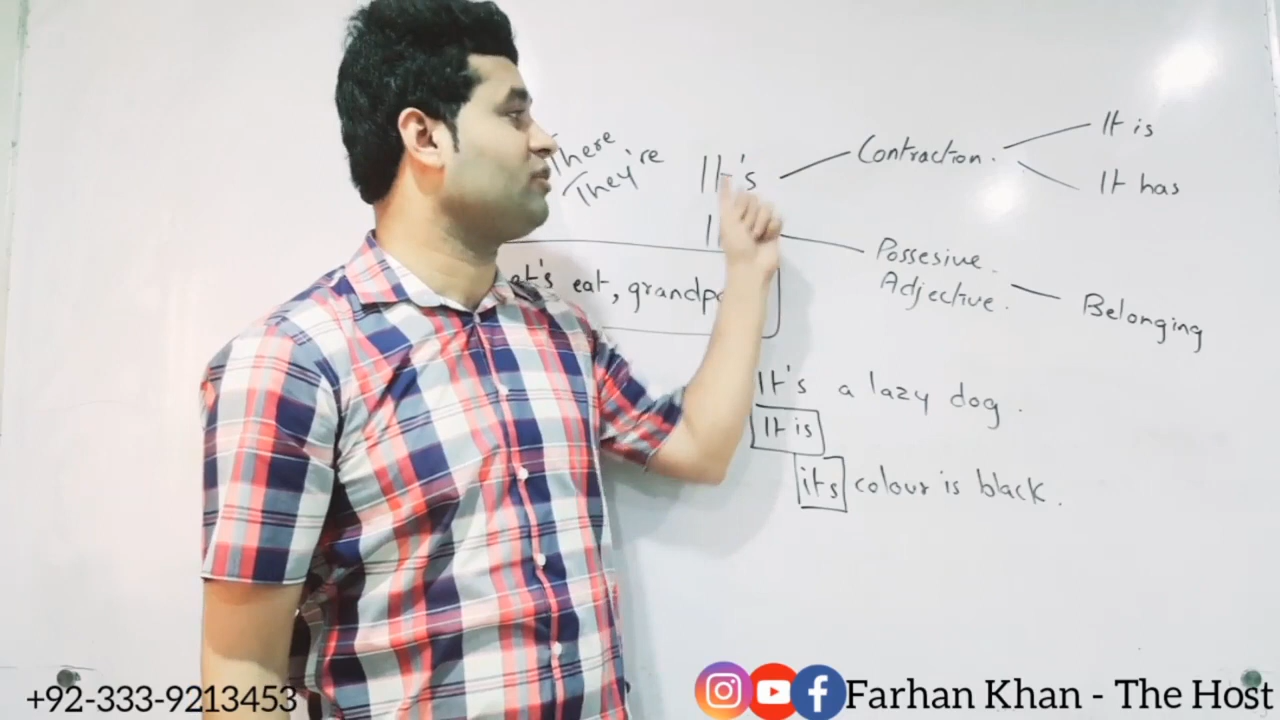 There
They're
It's
Contraction.
It is
It has
Possesive
Adjective.
Belonging
eat, grandpa
It's a lazy dog.
It is
its colour is black.
+92-333-9213453
Farhan Khan - The Host